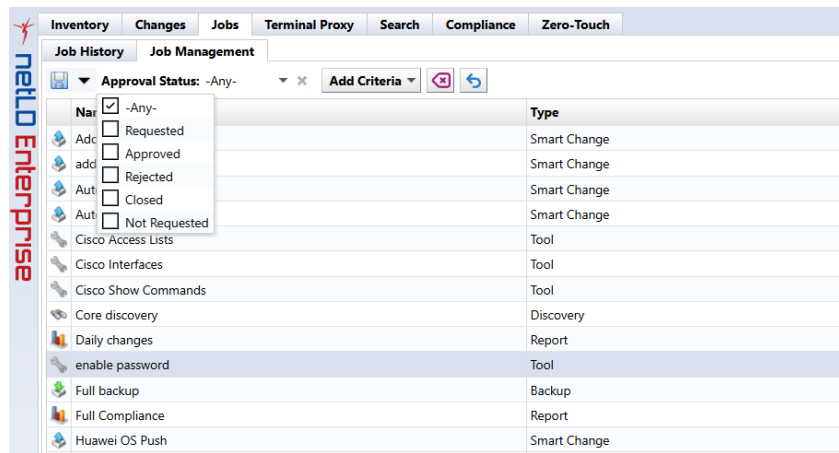 Inventory Changes Jobs Terminal Proxy Search Compliance Zero-Touch
Job History Job Management
Approval Status: -Any- Add Criteria
Type
-Any-
Requested
Approved
Rejected
Closed
Not Requested
Smart Change
Smart Change
Smart Change
Smart Change
Cisco Access Lists Tool
Cisco Interfaces Tool
Cisco Show Commands Tool
Core discovery Discovery
Daily changes Report
enable password Tool
Full backup Backup
Full Compliance Report
Huawei OS Push Smart Change
netLD Enterprise